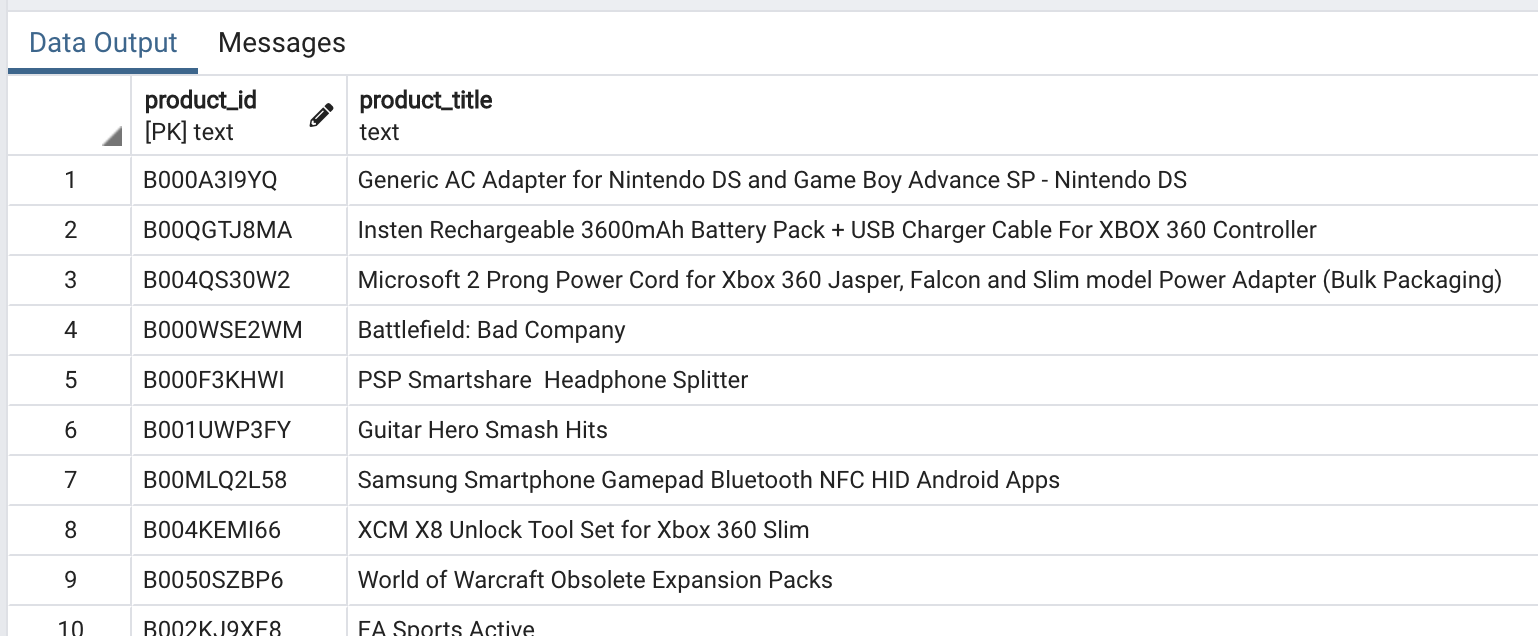 Data Output Messages
product_id product_title
[PK] text text
1 B000A3I9YQ Generic AC Adapter for Nintendo DS and Game Boy Advance SP - Nintendo DS
2 B00QGTJ8MA Insten Rechargeable 3600mAh Battery Pack + USB Charger Cable For XBOX 360 Controller
3 B004QS30W2 Microsoft 2 Prong Power Cord for Xbox 360 Jasper, Falcon and Slim model Power Adapter (Bulk Packaging)
4 B000WSE2WM Battlefield: Bad Company
5 B000F3KHWI PSP Smartshare  Headphone Splitter
6 B001UWP3FY Guitar Hero Smash Hits
7 B00MLQ2L58 Samsung Smartphone Gamepad Bluetooth NFC HID Android Apps
8 B004KEMI66 XCM X8 Unlock Tool Set for Xbox 360 Slim
9 B0050SZBP6 World of Warcraft Obsolete Expansion Packs
10 EA Sports Active